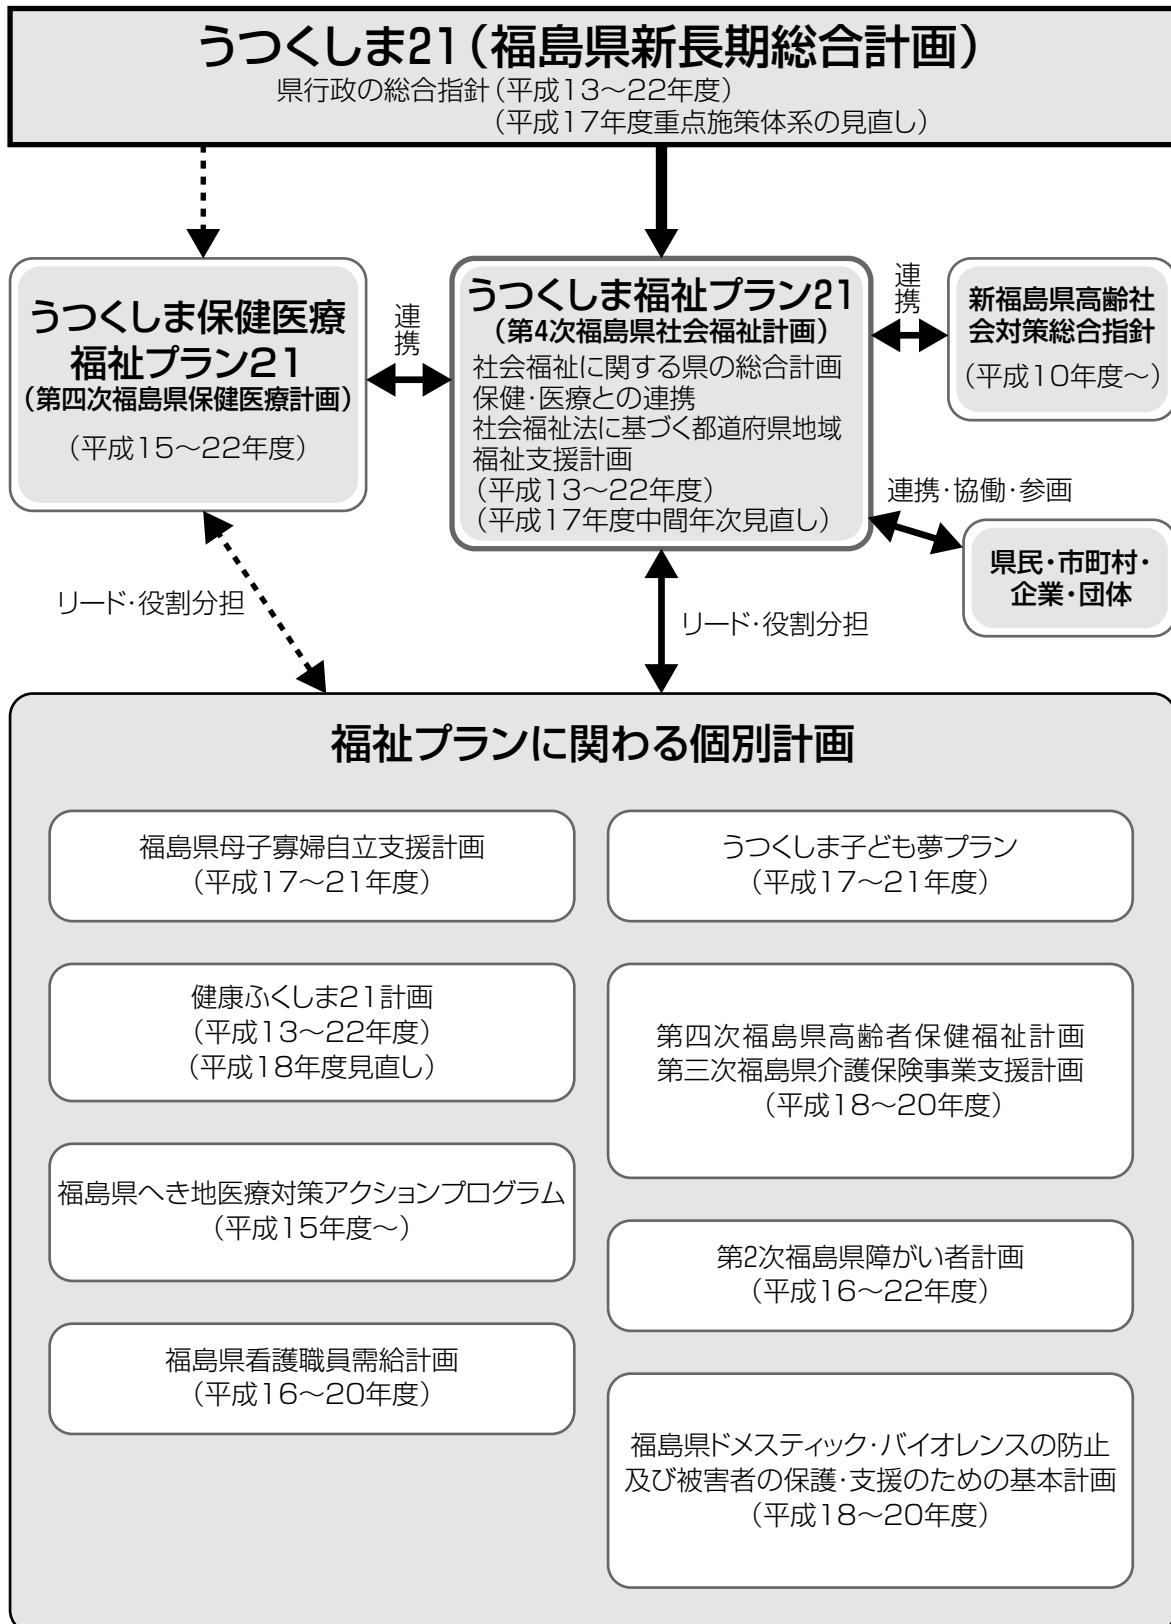 うつくしま21（福島県新長期総合計画）
県行政の総合指針（平成13～22年度）
（平成17年度重点施策体系の見直し）
うつくしま保健医療
福祉プラン21
（第四次福島県保健医療計画）
（平成15～22年度）
連携
うつくしま福祉プラン21
（第4次福島県社会福祉計画）
社会福祉に関する県の総合計画
保健・医療との連携
社会福祉法に基づく都道府県地域
福祉支援計画
（平成13～22年度）
（平成17年度中間年次見直し）
連携
新福島県高齢社
会対策総合指針
（平成10年度～）
連携・協働・参画
県民・市町村・
企業・団体
リード・役割分担
リード・役割分担
福祉プランに関わる個別計画
福島県母子寡婦自立支援計画
（平成17～21年度）
健康ふくしま21計画
（平成13～22年度）
（平成18年度見直し）
福島県へき地医療対策アクションプログラム
（平成15年度～）
福島県看護職員需給計画
（平成16～20年度）
うつくしま子ども夢プラン
（平成17～21年度）
第四次福島県高齢者保健福祉計画
第三次福島県介護保険事業支援計画
（平成18～20年度）
第2次福島県障がい者計画
（平成16～22年度）
福島県ドメスティック・バイオレンスの防止
及び被害者の保護・支援のための基本計画
（平成18～20年度）